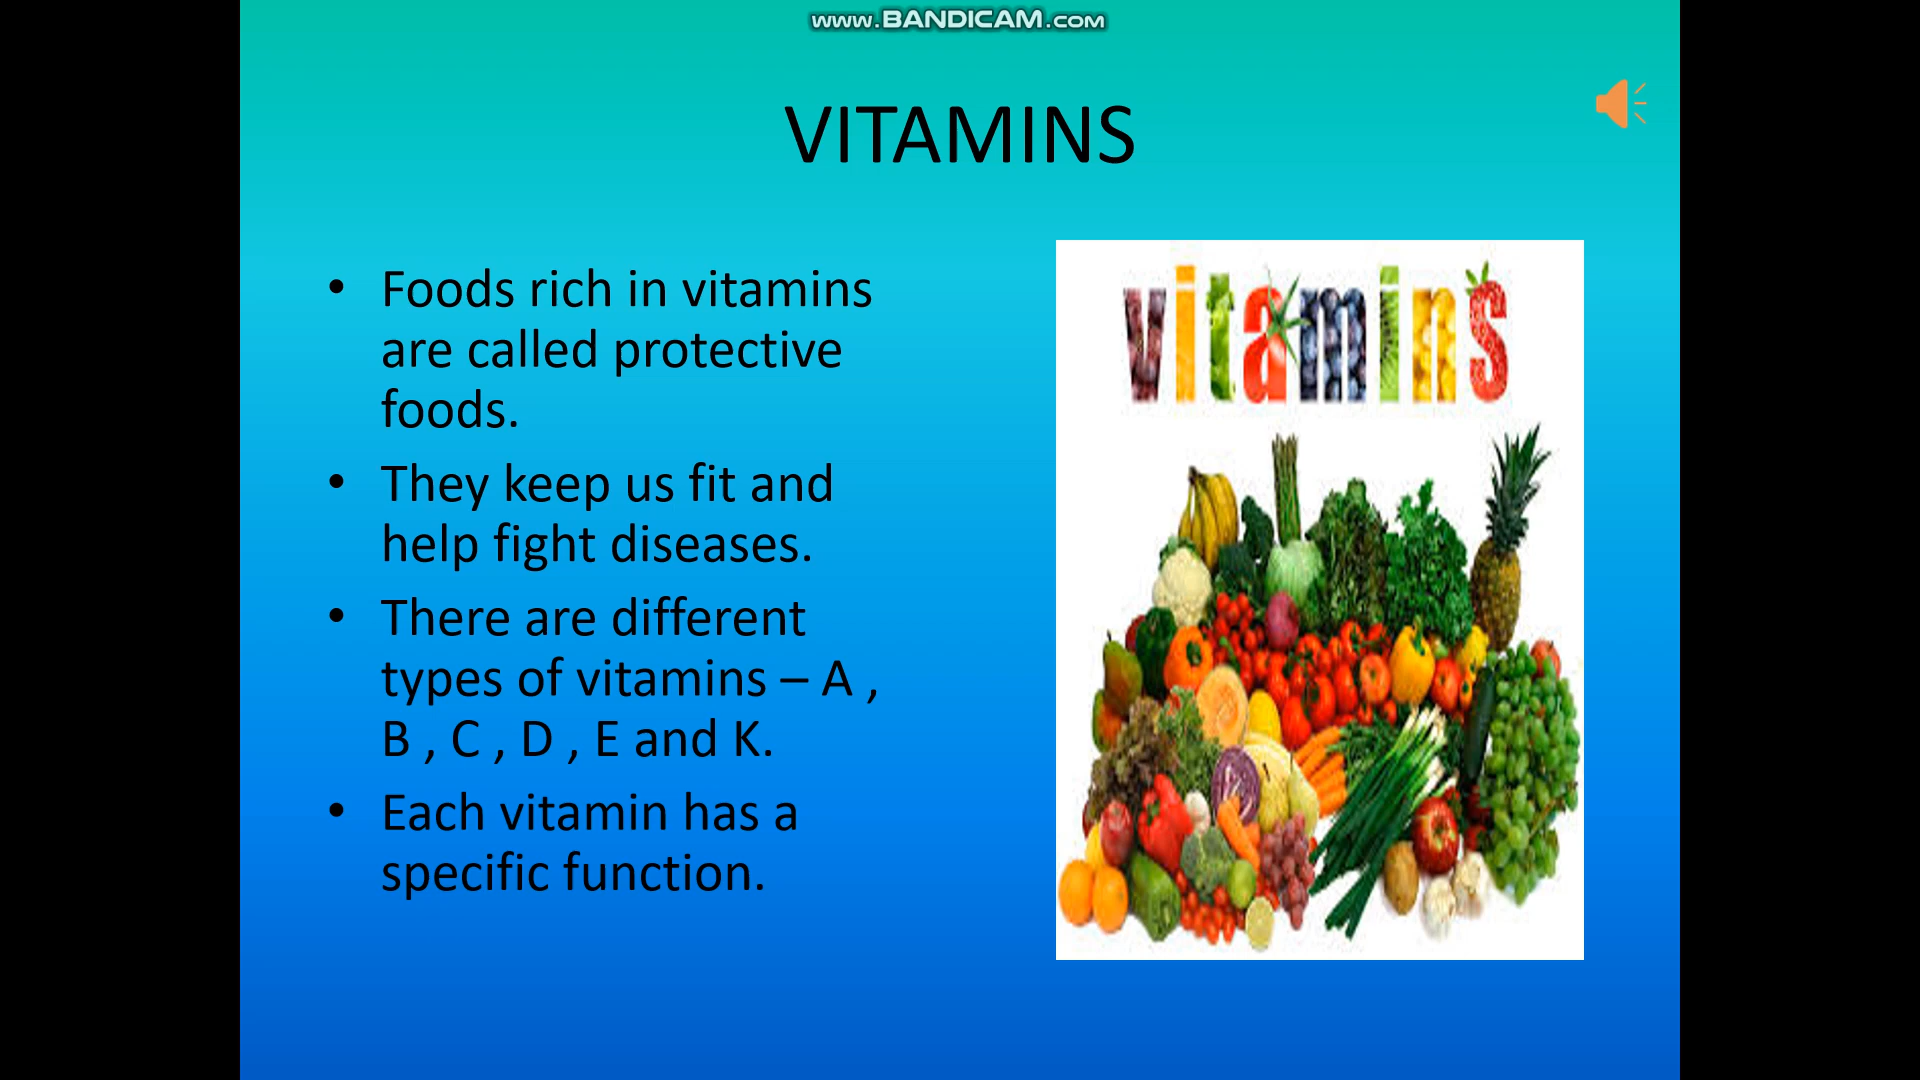 www.BANDICAM.com
VITAMINS
• Foods rich in vitamins
are called protective
foods.
• They keep us fit and
help fight diseases.
• There are different
types of vitamins – A ,
B , C , D , E and K.
• Each vitamin has a
specific function.
vitamins